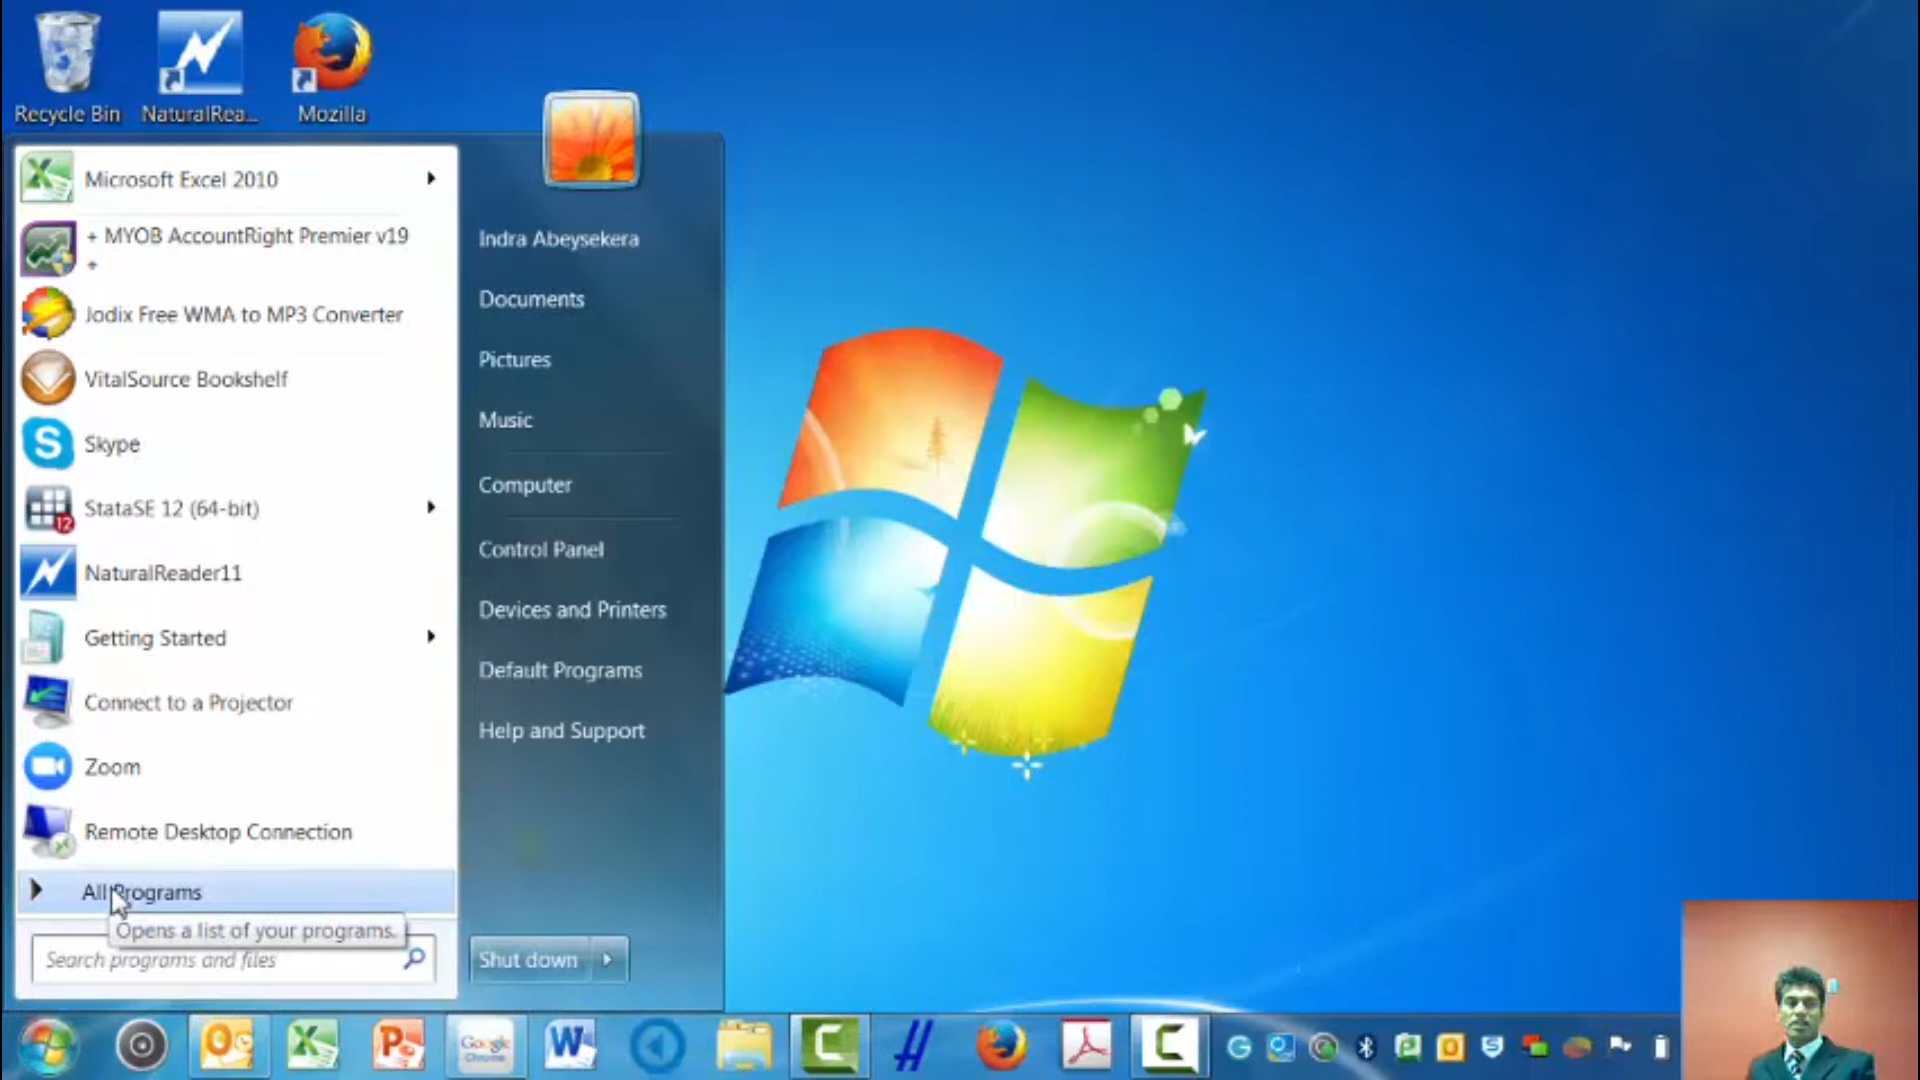 Recycle Bin
NaturalRea...
Mozilla
Microsoft Excel 2010
+ MYOB AccountRight Premier v19
+
Jodix Free WMA to MP3 Converter
VitalSource Bookshelf
Skype
StataSE 12 (64-bit)
12
NaturalReader11
Getting Started
Connect to a Projector
Zoom
Remote Desktop Connection
All Programs
Opens a list of your programs.
Search programs and files
Indra Abeysekera
Documents
Pictures
Music
Computer
Control Panel
Devices and Printers
Default Programs
Help and Support
Shut down
Google
Chrome